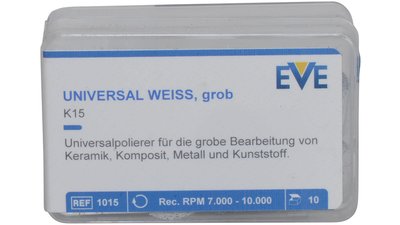 EVE
UNIVERSAL WEISS, grob
K15
Universalpolierer für die grobe Bearbeitung von
Keramik, Komposit, Metall und Kunststoff.
REF 1015 Rec. RPM 7.000 - 10.000 10